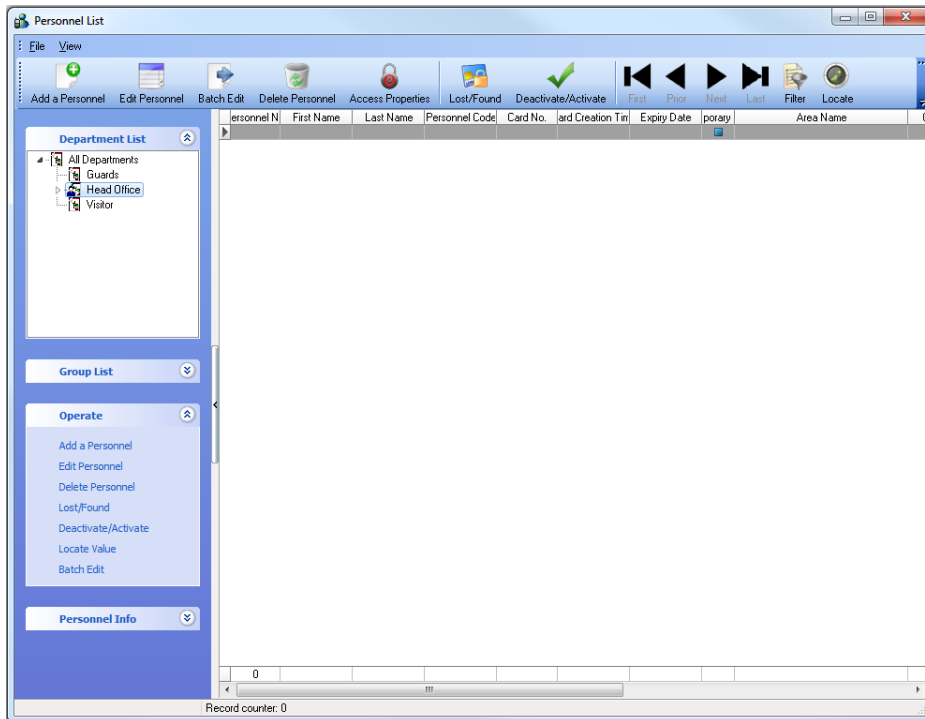 Personnel List
File View
Add a Personnel Edit Personnel Batch Edit Delete Personnel Access Properties Lost/Found Deactivate/Activate First Prior Next Last Filter Locate
ersonnel N First Name Last Name Personnel Code Card No. ard Creation Tim Expiry Date porary Area Name
Department List
All Departments
Guards
Head Office
Visitor
Group List
Operate
Add a Personnel
Edit Personnel
Delete Personnel
Lost/Found
Deactivate/Activate
Locate Value
Batch Edit
Personnel Info
0
Record counter: 0